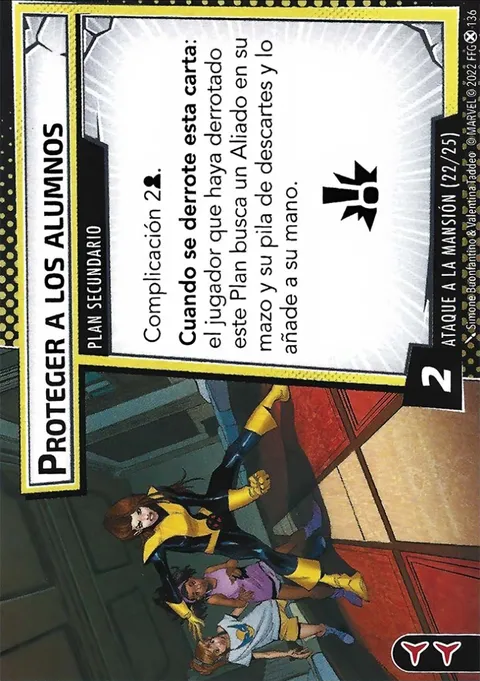 PROTEGER A LOS ALUMNOS
PLAN SECUNDARIO
Complicación 2.
Cuando se derrote esta carta:
el jugador que haya derrotado
este Plan busca un Aliado en su
mazo y su pila de descartes y lo
añade a su mano.
2
ATAQUE A LA MANSIÓN (22/25)
Simone Buonfantino & Valentina Taddeo © MARVEL © 2022 FFG 136